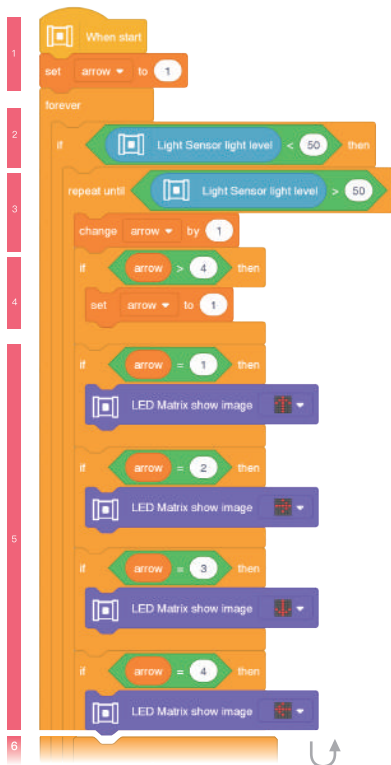 1
When start
set arrow to 1
forever
2
if Light Sensor light level < 50 then
3
repeat until Light Sensor light level > 50
change arrow by 1
4
if arrow > 4 then
set arrow to 1
5
if arrow = 1 then
LED Matrix show image
if arrow = 2 then
LED Matrix show image
if arrow = 3 then
LED Matrix show image
if arrow = 4 then
LED Matrix show image
6